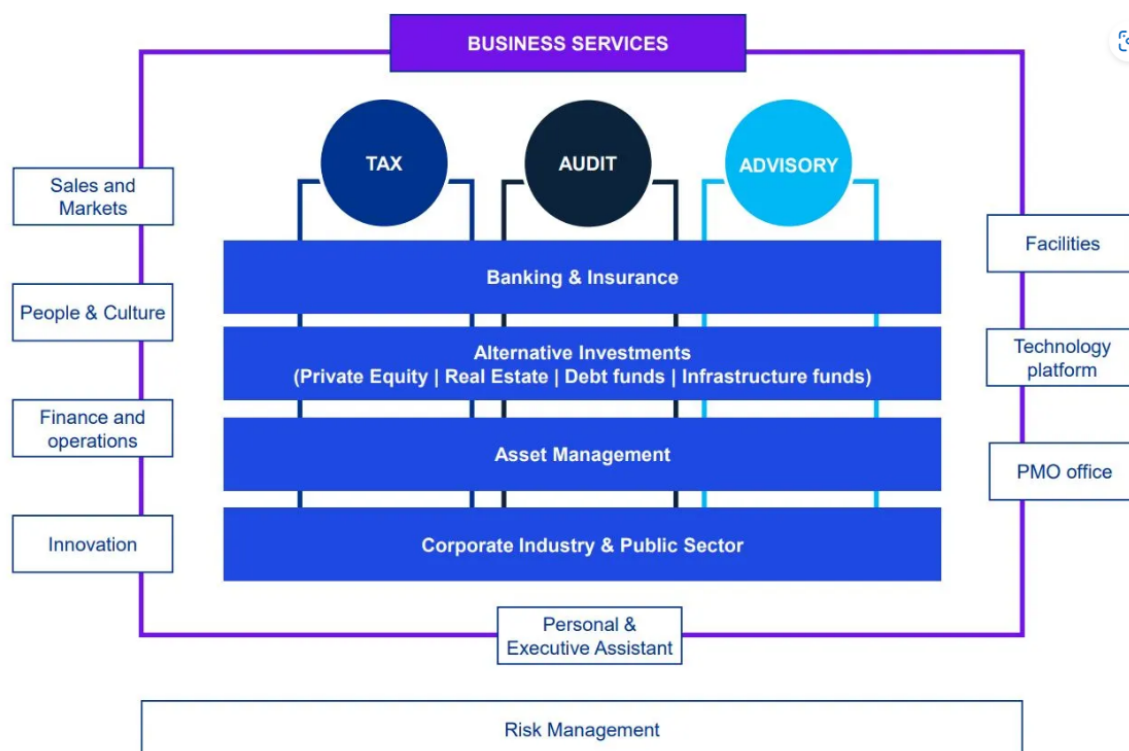 BUSINESS SERVICES
TAX
AUDIT
ADVISORY
Sales and
Markets
People & Culture
Finance and
operations
Innovation
Banking & Insurance
Alternative Investments
(Private Equity | Real Estate | Debt funds | Infrastructure funds)
Asset Management
Corporate Industry & Public Sector
Facilities
Technology
platform
PMO office
Personal &
Executive Assistant
Risk Management